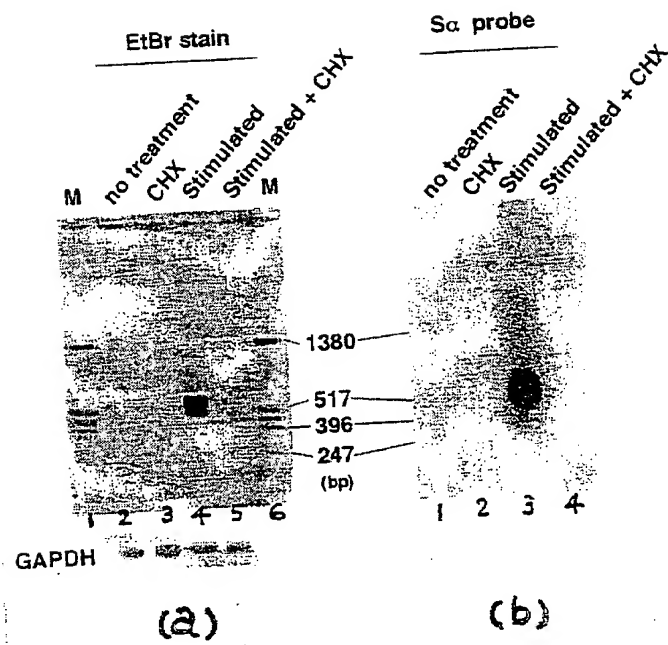 EtBr stain
Sα probe
M
no treatment
CHX
Stimulated
Stimulated + CHX
M
no treatment
CHX
Stimulated
Stimulated + CHX
1380
517
396
247
(bp)
1 2 3 4 5 6
1 2 3 4
GAPDH
(a)
(b)